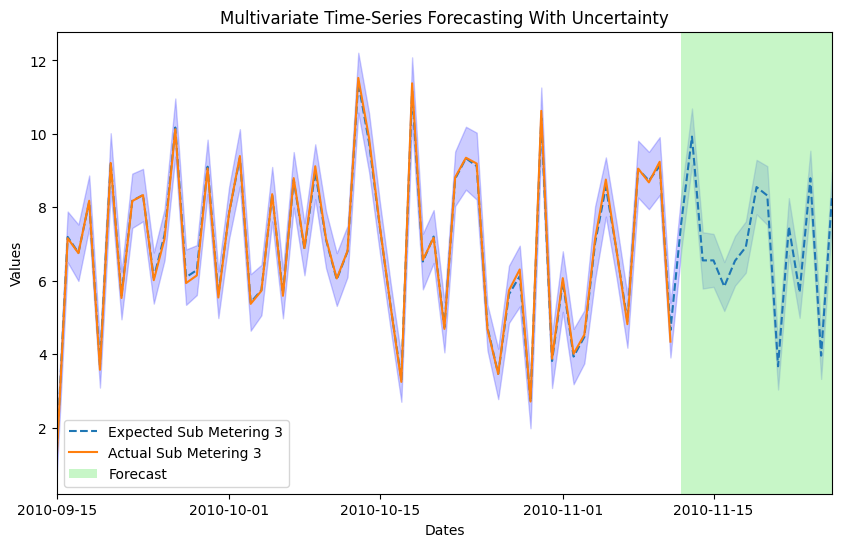 Multivariate Time-Series Forecasting With Uncertainty
Values
12
10
8
6
4
2
Expected Sub Metering 3
Actual Sub Metering 3
Forecast
2010-09-15
2010-10-01
2010-10-15
2010-11-01
2010-11-15
Dates